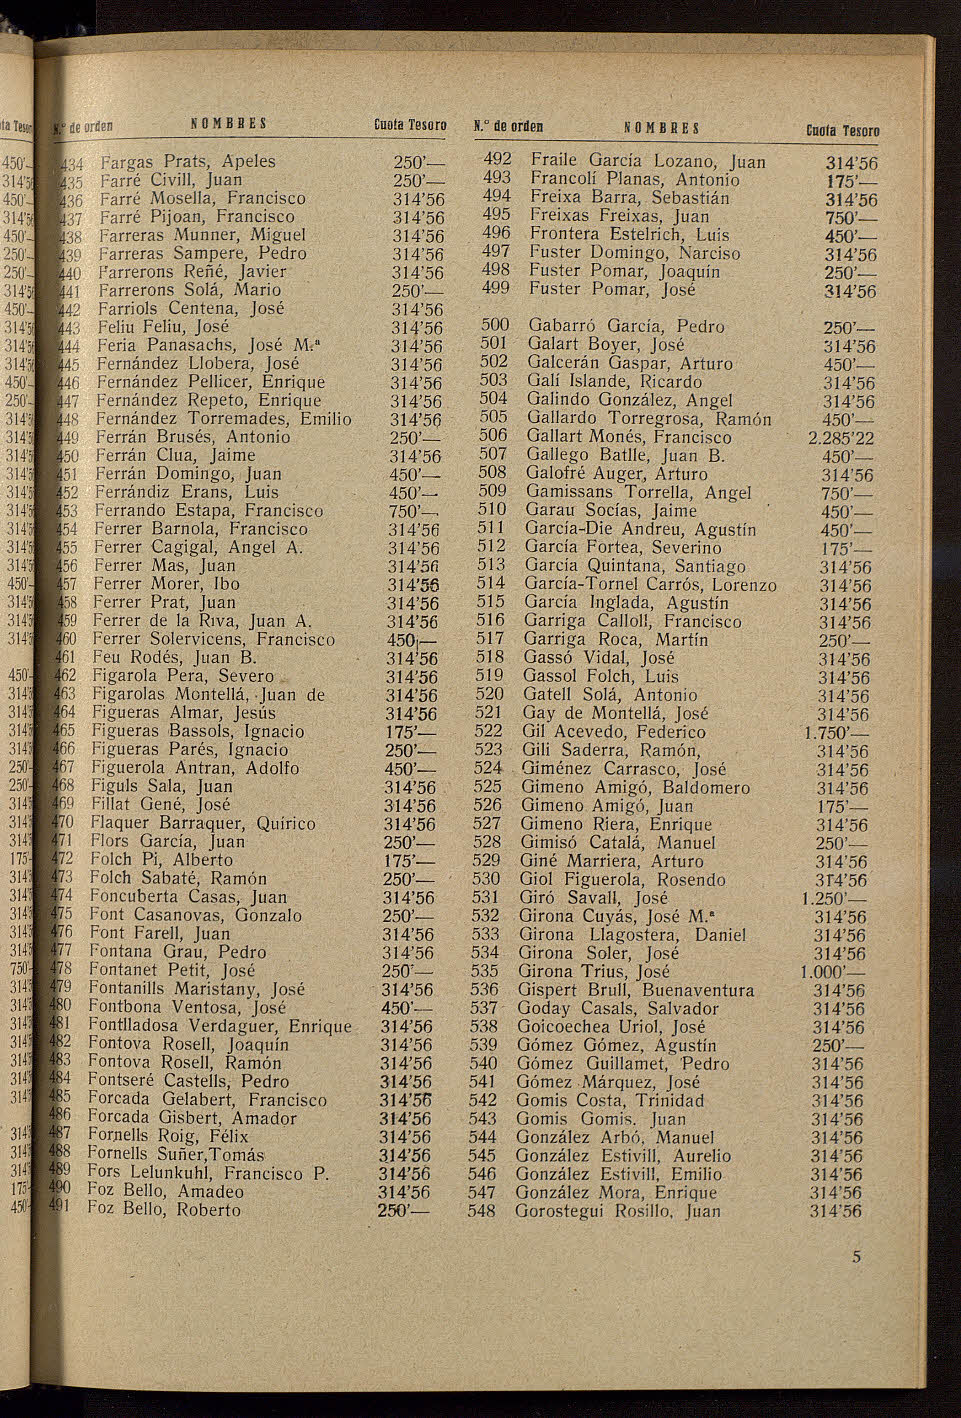 N.º de orden NOMBRES Cuota Tesoro
434 Fargas Prats, Apeles 250'—
435 Farré Civill, Juan 250'—
436 Farré Mosella, Francisco 314'56
437 Farré Pijoan, Francisco 314'56
438 Farreras Munner, Miguel 314'56
439 Farreras Sampere, Pedro 314'56
440 Farrerons Reñé, Javier 314'56
441 Farrerons Solá, Mario 250'—
442 Farriols Centena, José 314'56
443 Feliu Feliu, José 314'56
444 Feria Panasachs, José M.ª 314'56
445 Fernández Llobera, José 314'56
446 Fernández Pellicer, Enrique 314'56
447 Fernández Repeto, Enrique 314'56
448 Fernández Torremades, Emilio 314'56
449 Ferrán Brusés, Antonio 250'—
450 Ferrán Clua, Jaime 314'56
451 Ferrán Domingo, Juan 450'—
452 Ferrándiz Erans, Luis 450'—
453 Ferrando Estapa, Francisco 750'—
454 Ferrer Barnola, Francisco 314'56
455 Ferrer Cagigal, Angel A. 314'56
456 Ferrer Mas, Juan 314'56
457 Ferrer Morer, Ibo 314'56
458 Ferrer Prat, Juan 314'56
459 Ferrer de la Riva, Juan A. 314'56
460 Ferrer Solervicens, Francisco 450'—
461 Feu Rodés, Juan B. 314'56
462 Figarola Pera, Severo 314'56
463 Figarolas Montellá, Juan de 314'56
464 Figueras Almar, Jesús 314'56
465 Figueras Bassols, Ignacio 175'—
466 Figueras Parés, Ignacio 250'—
467 Figuerola Antran, Adolfo 450'—
468 Figuls Sala, Juan 314'56
469 Fillat Gené, José 314'56
470 Flaquer Barraquer, Quírico 314'56
471 Flors García, Juan 250'—
472 Folch Pi, Alberto 175'—
473 Folch Sabaté, Ramón 250'—
474 Foncuberta Casas, Juan 314'56
475 Font Casanovas, Gonzalo 250'—
476 Font Farell, Juan 314'56
477 Fontana Grau, Pedro 314'56
478 Fontanet Petit, José 250'—
479 Fontanills Maristany, José 314'56
480 Fontbona Ventosa, José 450'—
481 Fontlladosa Verdaguer, Enrique 314'56
482 Fontova Rosell, Joaquín 314'56
483 Fontova Rosell, Ramón 314'56
484 Fontseré Castells, Pedro 314'56
485 Forcada Gelabert, Francisco 314'56
486 Forcada Gisbert, Amador 314'56
487 Fornells Roig, Félix 314'56
488 Fornells Suñer,Tomás 314'56
489 Fors Lelunkuhl, Francisco P. 314'56
490 Foz Bello, Amadeo 314'56
491 Foz Bello, Roberto 250'—
N.º de orden NOMBRES Cuota Tesoro
492 Fraile García Lozano, Juan 314'56
493 Francolí Planas, Antonio 175'—
494 Freixa Barra, Sebastián 314'56
495 Freixas Freixas, Juan 750'—
496 Frontera Estelrich, Luis 450'—
497 Fuster Domingo, Narciso 314'56
498 Fuster Pomar, Joaquín 250'—
499 Fuster Pomar, José 314'56
500 Gabarró García, Pedro 250'—
501 Galart Boyer, José 314'56
502 Galcerán Gaspar, Arturo 450'—
503 Galí Islande, Ricardo 314'56
504 Galindo González, Angel 314'56
505 Gallardo Torregrosa, Ramón 450'—
506 Gallart Monés, Francisco 2.285'22
507 Gallego Batlle, Juan B. 450'—
508 Galofré Auger, Arturo 314'56
509 Gamissans Torrella, Angel 750'—
510 Garau Socías, Jaime 450'—
511 García-Die Andreu, Agustín 450'—
512 García Fortea, Severino 175'—
513 García Quintana, Santiago 314'56
514 García-Tornel Carrós, Lorenzo 314'56
515 García Inglada, Agustín 314'56
516 Garriga Calloll, Francisco 314'56
517 Garriga Roca, Martín 250'—
518 Gassó Vidal, José 314'56
519 Gassol Folch, Luis 314'56
520 Gatell Solá, Antonio 314'56
521 Gay de Montellá, José 314'56
522 Gil Acevedo, Federico 1.750'—
523 Gili Saderra, Ramón, 314'56
524 Giménez Carrasco, José 314'56
525 Gimeno Amigó, Baldomero 314'56
526 Gimeno Amigó, Juan 175'—
527 Gimeno Riera, Enrique 314'56
528 Gimisó Catalá, Manuel 250'—
529 Giné Marriera, Arturo 314'56
530 Giol Figuerola, Rosendo 314'56
531 Giró Savall, José 1.250'—
532 Girona Cuyás, José M.ª 314'56
533 Girona Llagostera, Daniel 314'56
534 Girona Soler, José 314'56
535 Girona Trius, José 1.000'—
536 Gispert Brull, Buenaventura 314'56
537 Goday Casals, Salvador 314'56
538 Goicoechea Uriol, José 314'56
539 Gómez Gómez, Agustín 250'—
540 Gómez Guillamet, Pedro 314'56
541 Gómez Márquez, José 314'56
542 Gomis Costa, Trinidad 314'56
543 Gomis Gomis. Juan 314'56
544 González Arbó, Manuel 314'56
545 González Estivill, Aurelio 314'56
546 González Estivill, Emilio 314'56
547 González Mora, Enrique 314'56
548 Gorostegui Rosillo, Juan 314'56
5